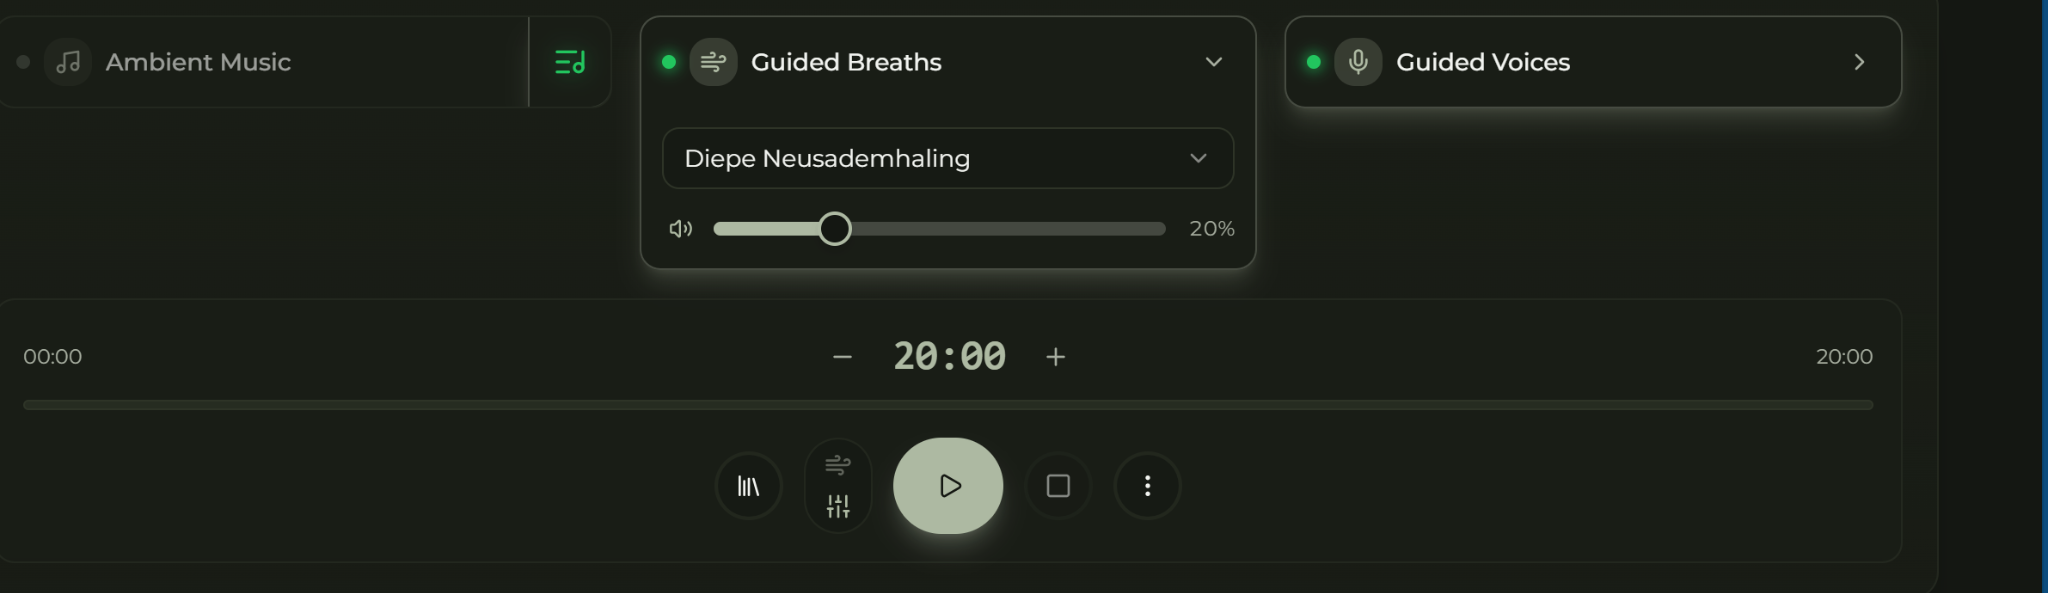 Ambient Music
Guided Breaths
Guided Voices
Diepe Neusademhaling
20%
00:00
20:00
20:00